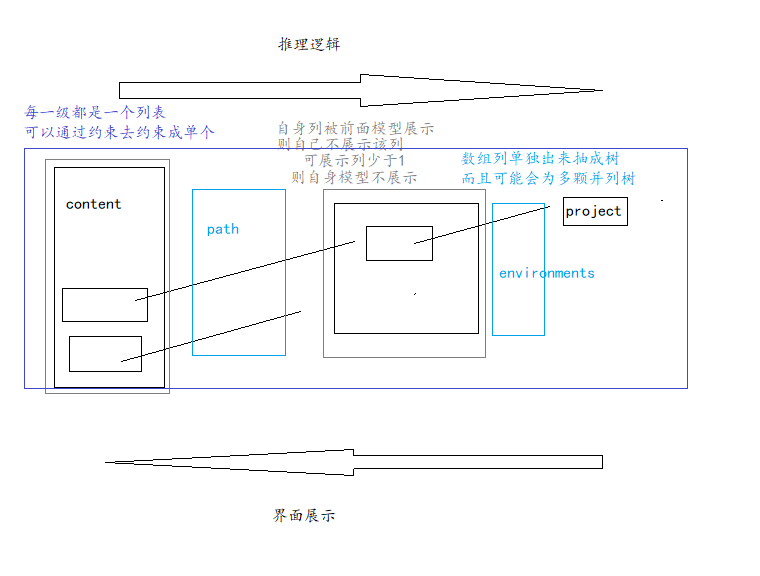 推理逻辑
每一级都是一个列表
可以通过约束去约束成单个
自身列被前面模型展示
则自己不展示该列
可展示列少于1
则自身模型不展示
数组列单独出来抽成树
而且可能会为多颗并列树
content
path
project
environments
界面展示